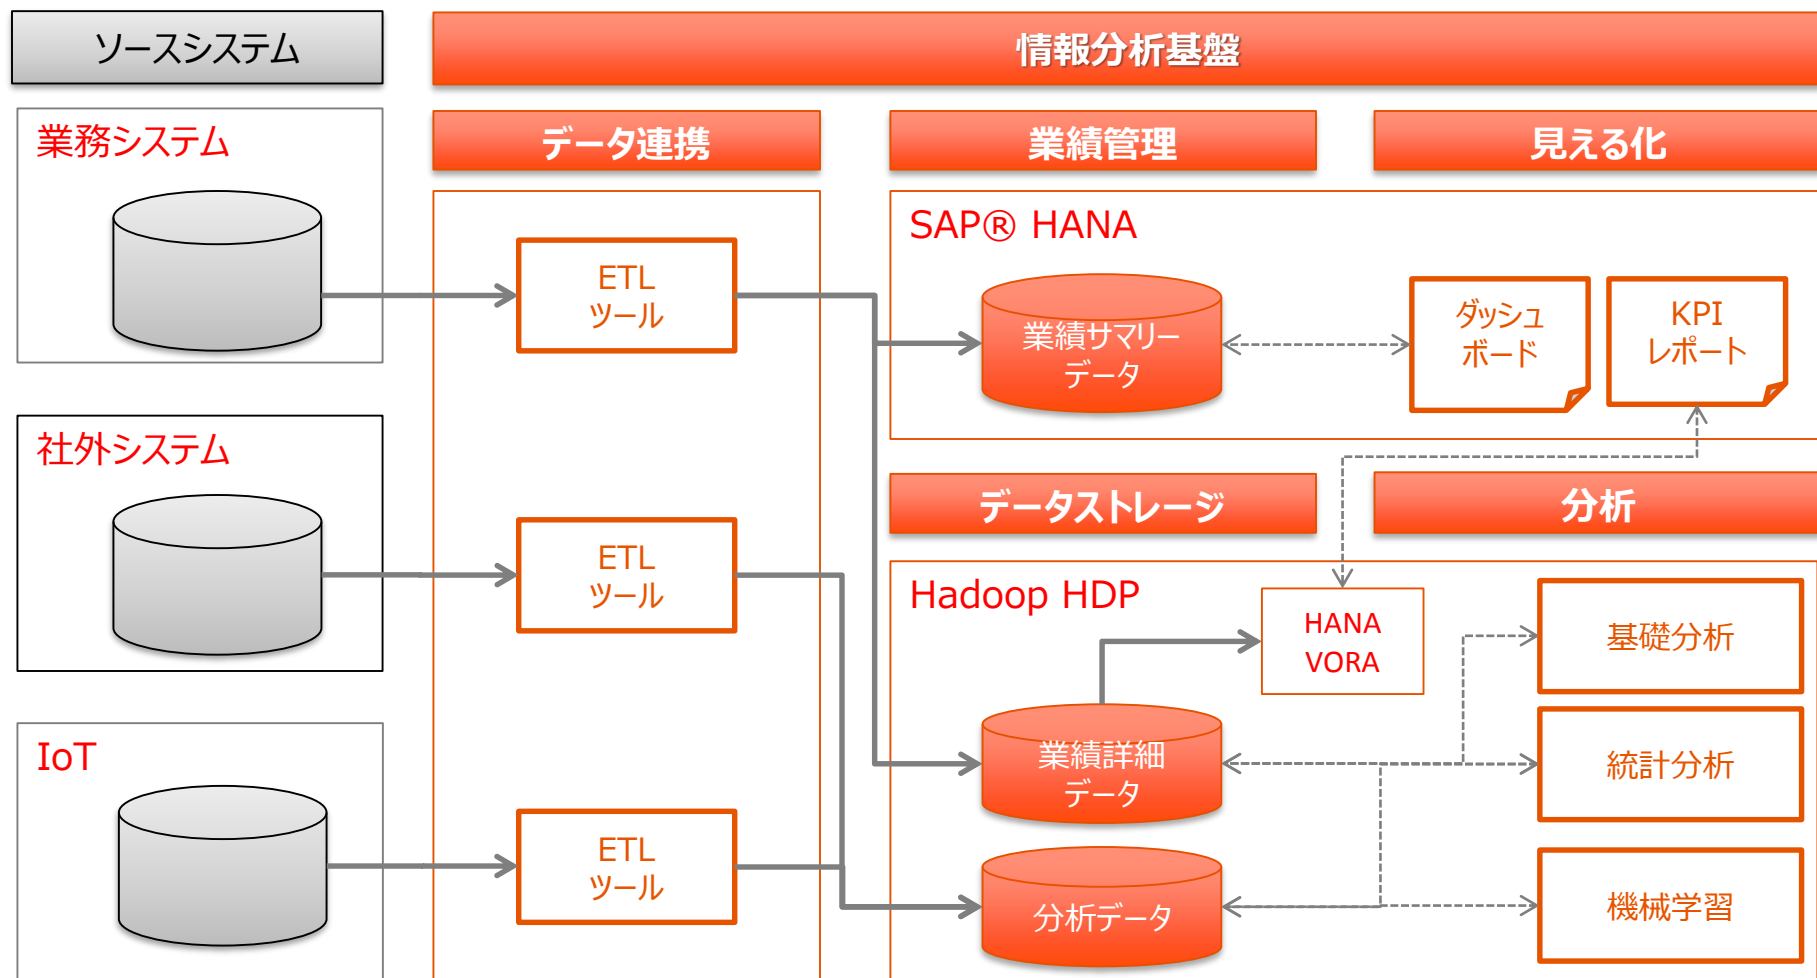 ソースシステム
情報分析基盤
業務システム
データ連携
業績管理
見える化
SAP® HANA
ETL
ツール
業績サマリー
データ
ダッシュ
ボード
KPI
レポート
社外システム
データストレージ
分析
ETL
ツール
Hadoop HDP
HANA
VORA
基礎分析
IoT
業績詳細
データ
統計分析
ETL
ツール
分析データ
機械学習